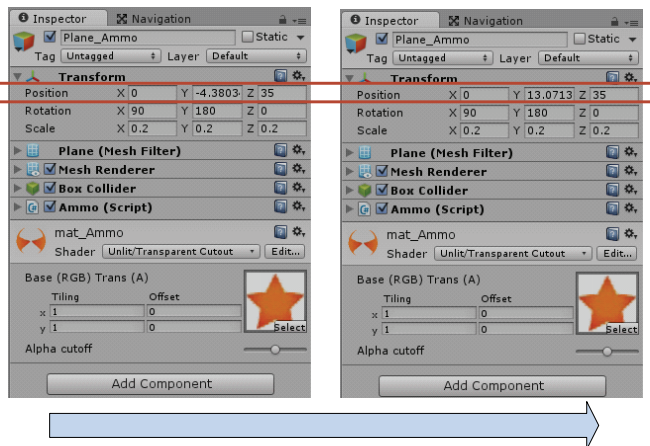 Inspector Navigation
Plane_Ammo Static
Tag Untagged Layer Default
Transform
Position X 0 Y -4.3803 Z 35
Rotation X 90 Y 180 Z 0
Scale X 0.2 Y 0.2 Z 0.2
Plane (Mesh Filter)
Mesh Renderer
Box Collider
Ammo (Script)
mat_Ammo
Shader Unlit/Transparent Cutout Edit...
Base (RGB) Trans (A)
Tiling Offset
x 1 0
y 1 0
Select
Alpha cutoff
Add Component
Inspector Navigation
Plane_Ammo Static
Tag Untagged Layer Default
Transform
Position X 0 Y 13.0713 Z 35
Rotation X 90 Y 180 Z 0
Scale X 0.2 Y 0.2 Z 0.2
Plane (Mesh Filter)
Mesh Renderer
Box Collider
Ammo (Script)
mat_Ammo
Shader Unlit/Transparent Cutout Edit...
Base (RGB) Trans (A)
Tiling Offset
x 1 0
y 1 0
Select
Alpha cutoff
Add Component